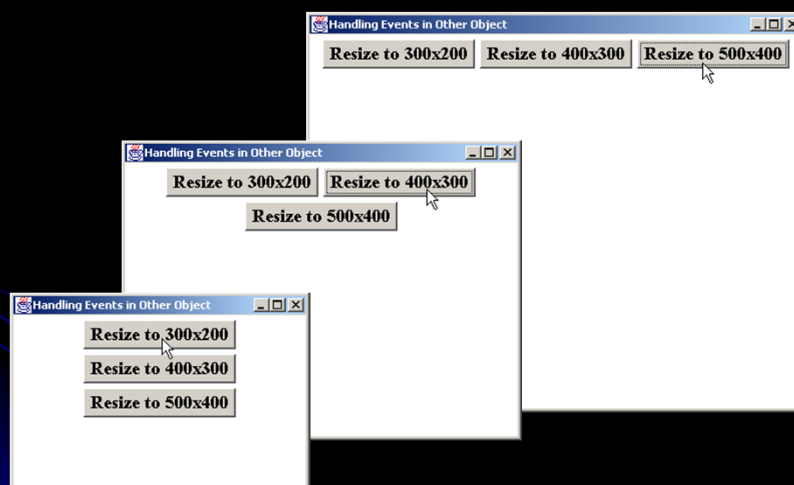 Handling Events in Other Object
Resize to 300x200 Resize to 400x300 Resize to 500x400
Handling Events in Other Object
Resize to 300x200 Resize to 400x300
Resize to 500x400
Handling Events in Other Object
Resize to 300x200
Resize to 400x300
Resize to 500x400